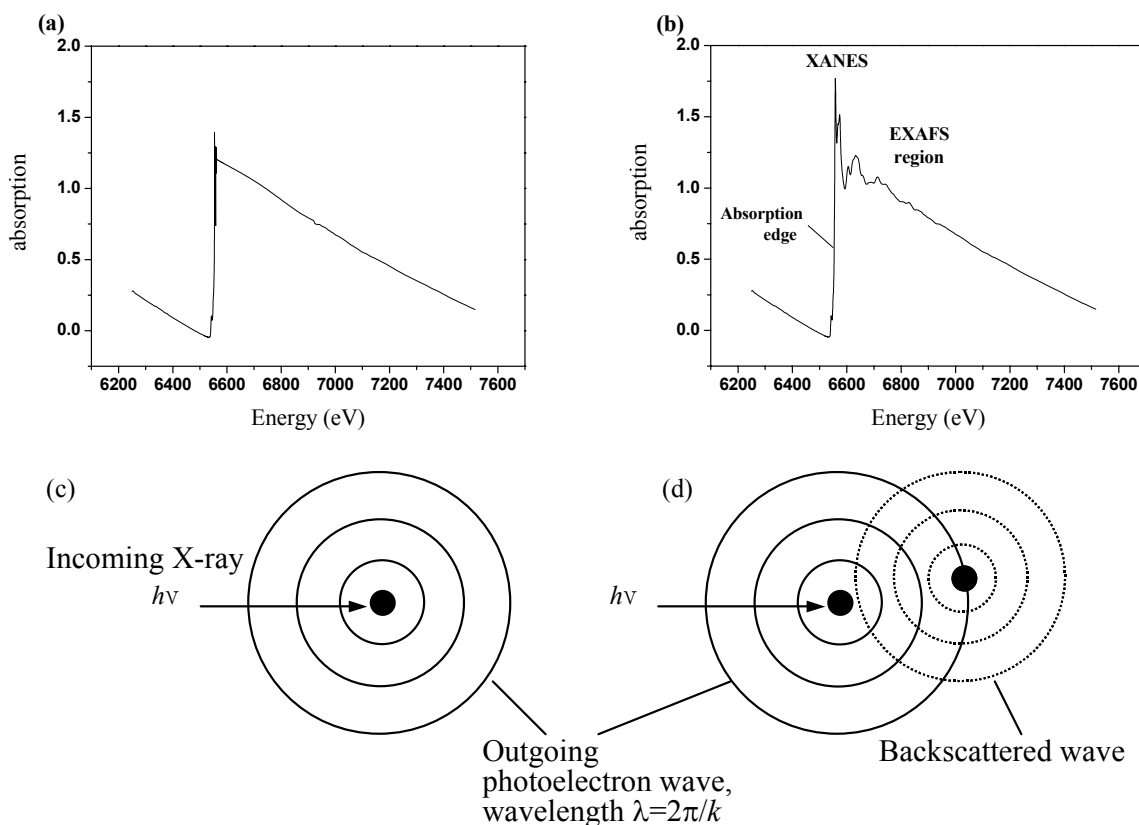 (a)
2.0
1.5
1.0
0.5
0.0
absorption
6200 6400 6600 6800 7000 7200 7400 7600
Energy (eV)
(b)
2.0
1.5
1.0
0.5
0.0
absorption
XANES
EXAFS
region
Absorption
edge
6200 6400 6600 6800 7000 7200 7400 7600
Energy (eV)
(c)
Incoming X-ray
hν
(d)
hν
Outgoing
photoelectron wave,
wavelength λ=2π/k
Backscattered wave